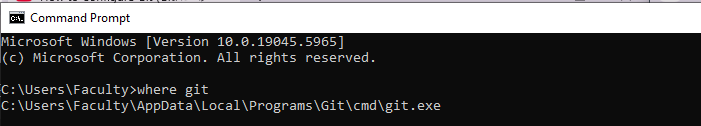 Command Prompt
Microsoft Windows [Version 10.0.19045.5965]
(c) Microsoft Corporation. All rights reserved.
C:\Users\Faculty>where git
C:\Users\Faculty\AppData\Local\Programs\Git\cmd\git.exe